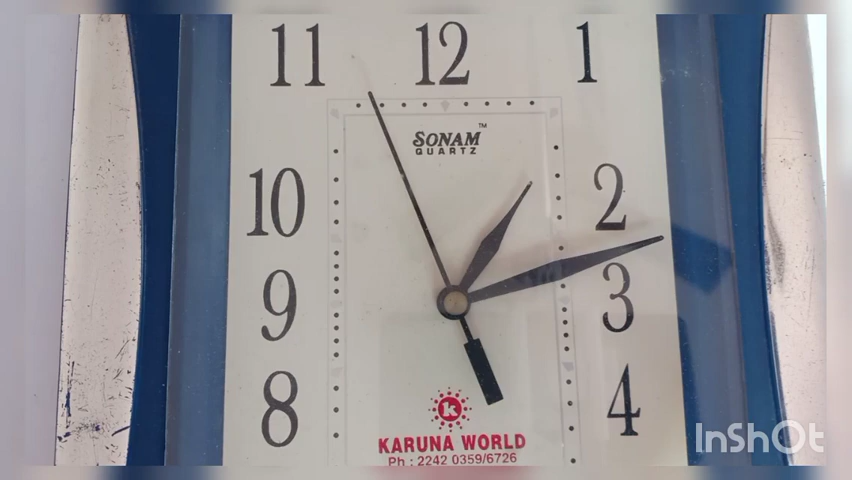 11 12 1
SONAM™
QUARTZ
10 2
9 3
8 4
K
KARUNA WORLD
Ph : 2242 0359/6726
InShOt